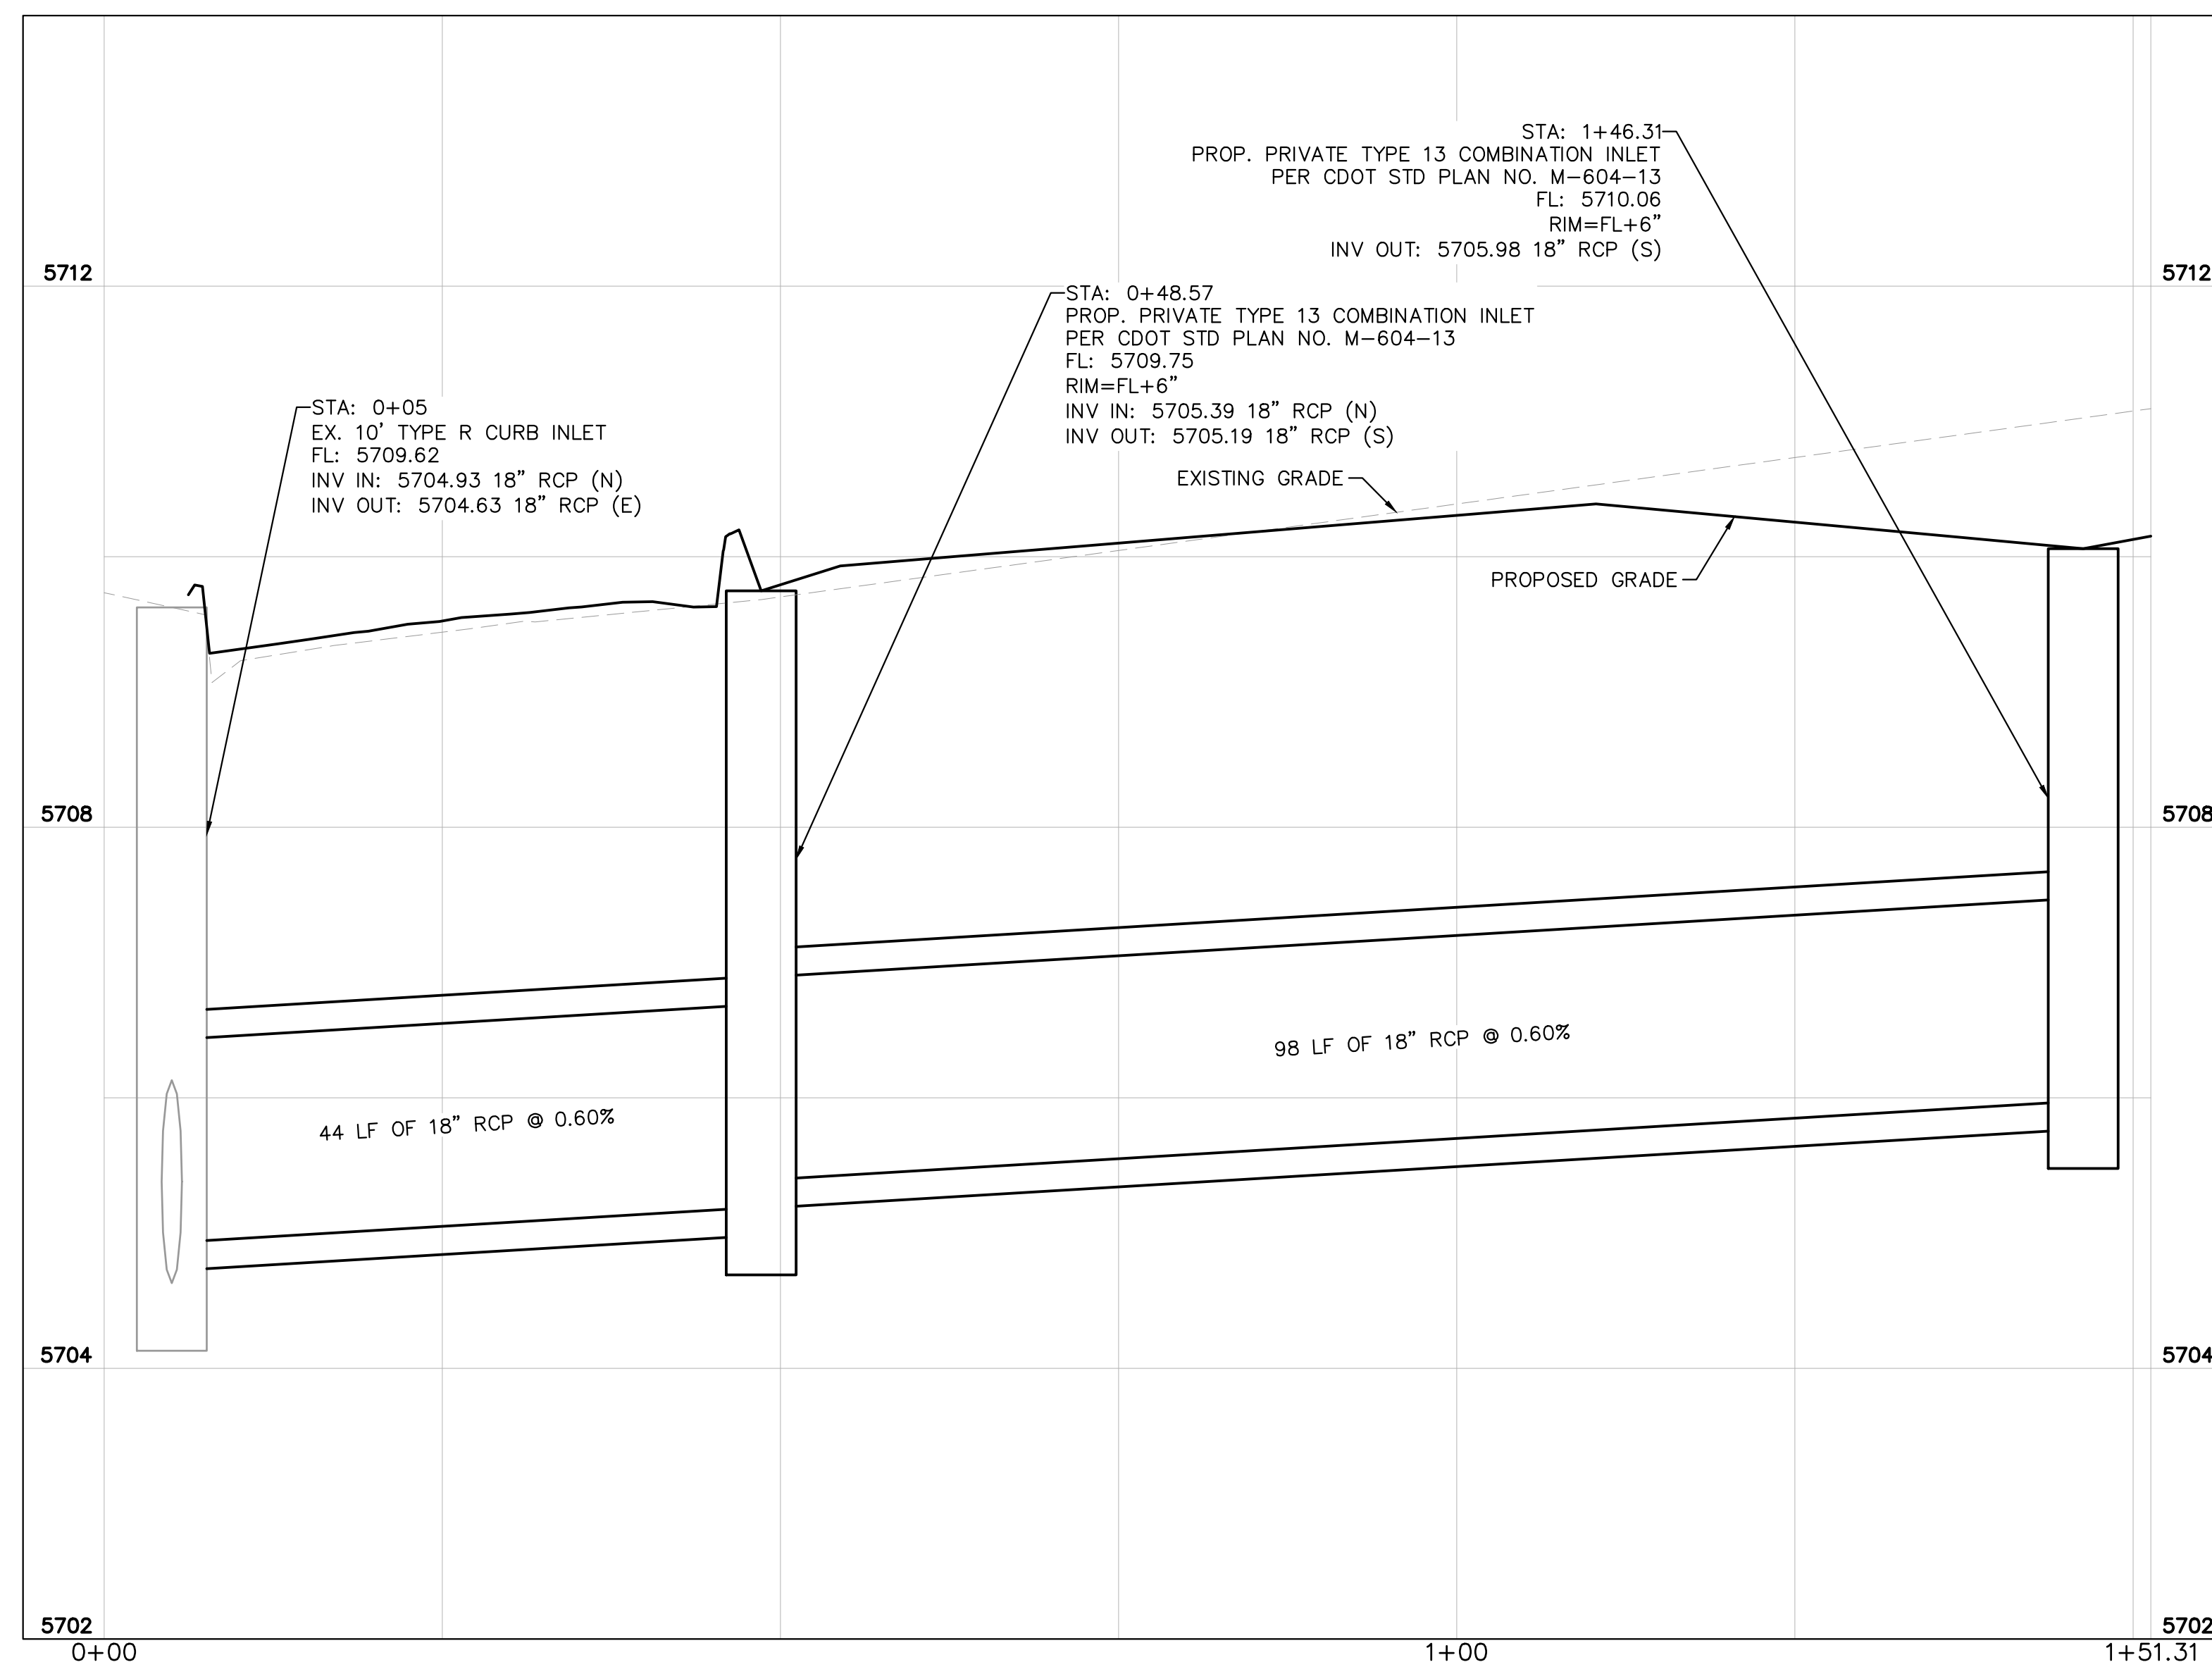 STA: 1+46.31
PROP. PRIVATE TYPE 13 COMBINATION INLET
PER CDOT STD PLAN NO. M-604-13
FL: 5710.06
RIM=FL+6"
INV OUT: 5705.98 18" RCP (S)
5712
5712
STA: 0+48.57
PROP. PRIVATE TYPE 13 COMBINATION INLET
PER CDOT STD PLAN NO. M-604-13
FL: 5709.75
RIM=FL+6"
INV IN: 5705.39 18" RCP (N)
INV OUT: 5705.19 18" RCP (S)
STA: 0+05
EX. 10' TYPE R CURB INLET
FL: 5709.62
INV IN: 5704.93 18" RCP (N)
INV OUT: 5704.63 18" RCP (E)
EXISTING GRADE
PROPOSED GRADE
5708
5708
98 LF OF 18" RCP @ 0.60%
44 LF OF 18" RCP @ 0.60%
5704
5704
5702
5702
0+00
1+00
1+51.31